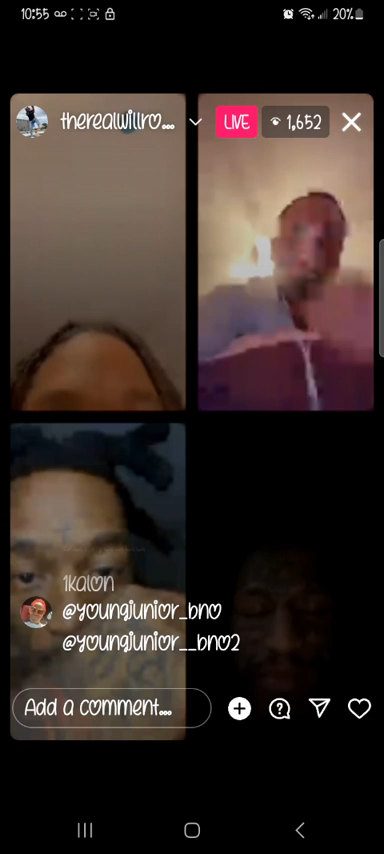 10:55
20%
therealwillro...
LIVE
1,652
1kalon
@youngjunior_bno
@youngjunior__bno2
Add a comment...